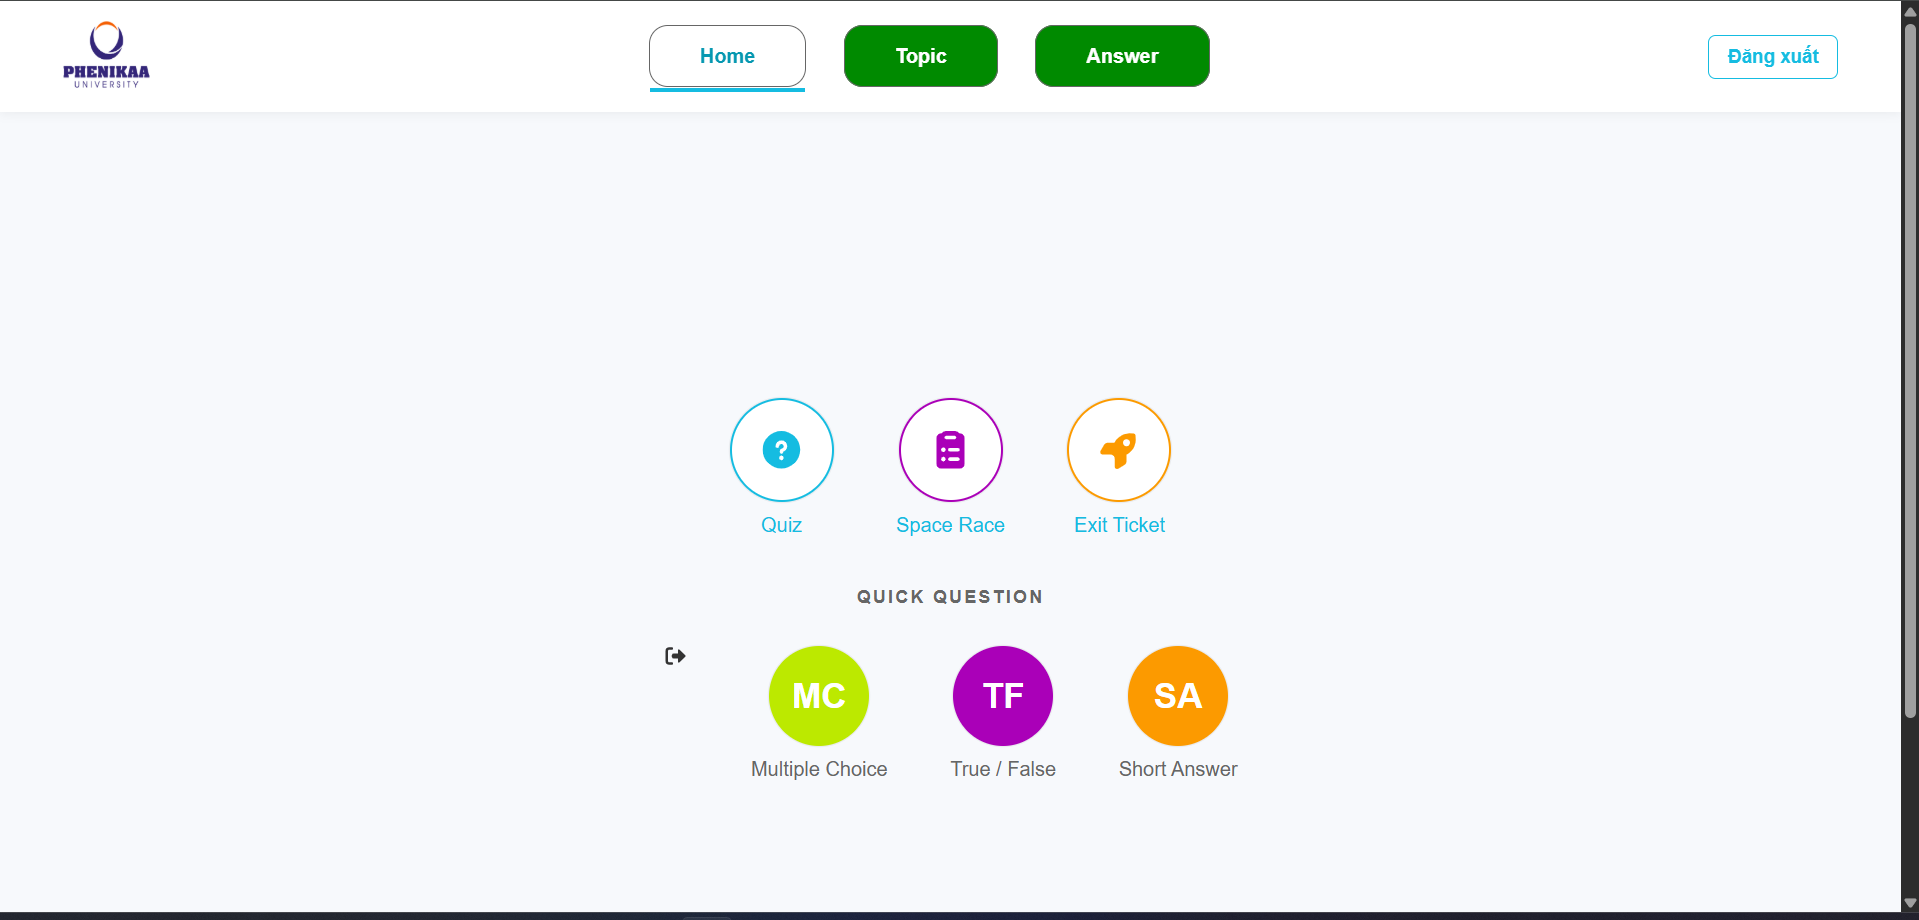 PHENIKAA
UNIVERSITY
Home
Topic
Answer
Đăng xuất
?
Quiz
Space Race
Exit Ticket
QUICK QUESTION
MC
TF
SA
Multiple Choice
True / False
Short Answer